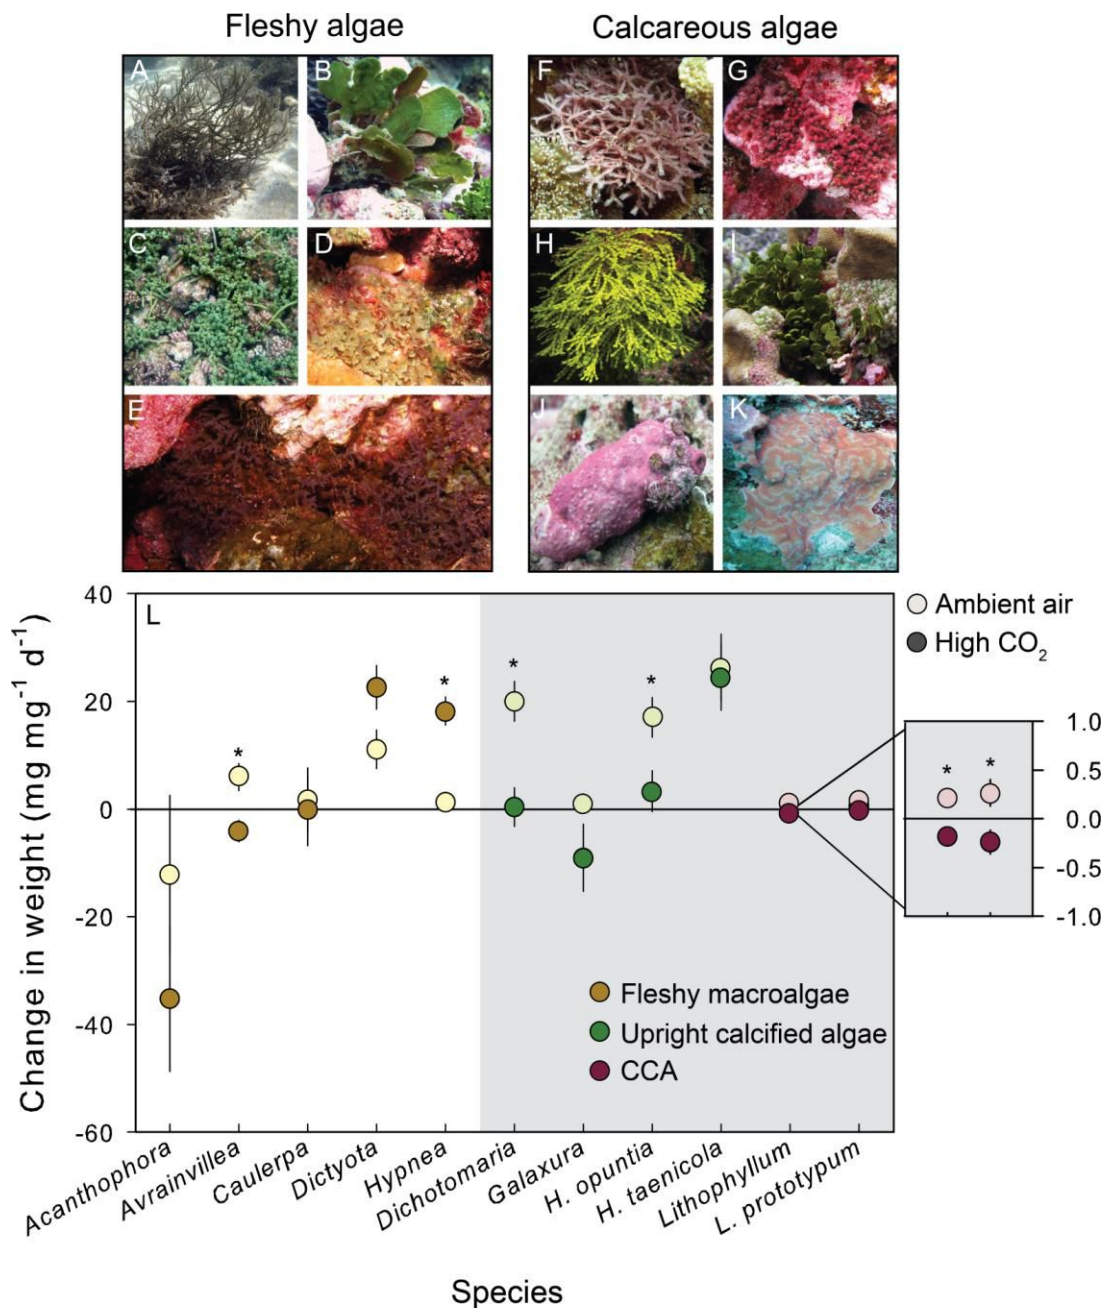 Fleshy algae
Calcareous algae
A
B
F
G
C
D
H
I
E
J
K
L
Change in weight (mg mg⁻¹ d⁻¹)
40
20
0
-20
-40
-60
*
*
*
*
Ambient air
High CO₂
1.0
0.5
0.0
-0.5
-1.0
*
*
Fleshy macroalgae
Upright calcified algae
CCA
Acanthophora
Avrainvillea
Caulerpa
Dictyota
Hypnea
Dichotomaria
Galaxura
H. opuntia
H. taenicola
Lithophyllum
L. prototypum
Species